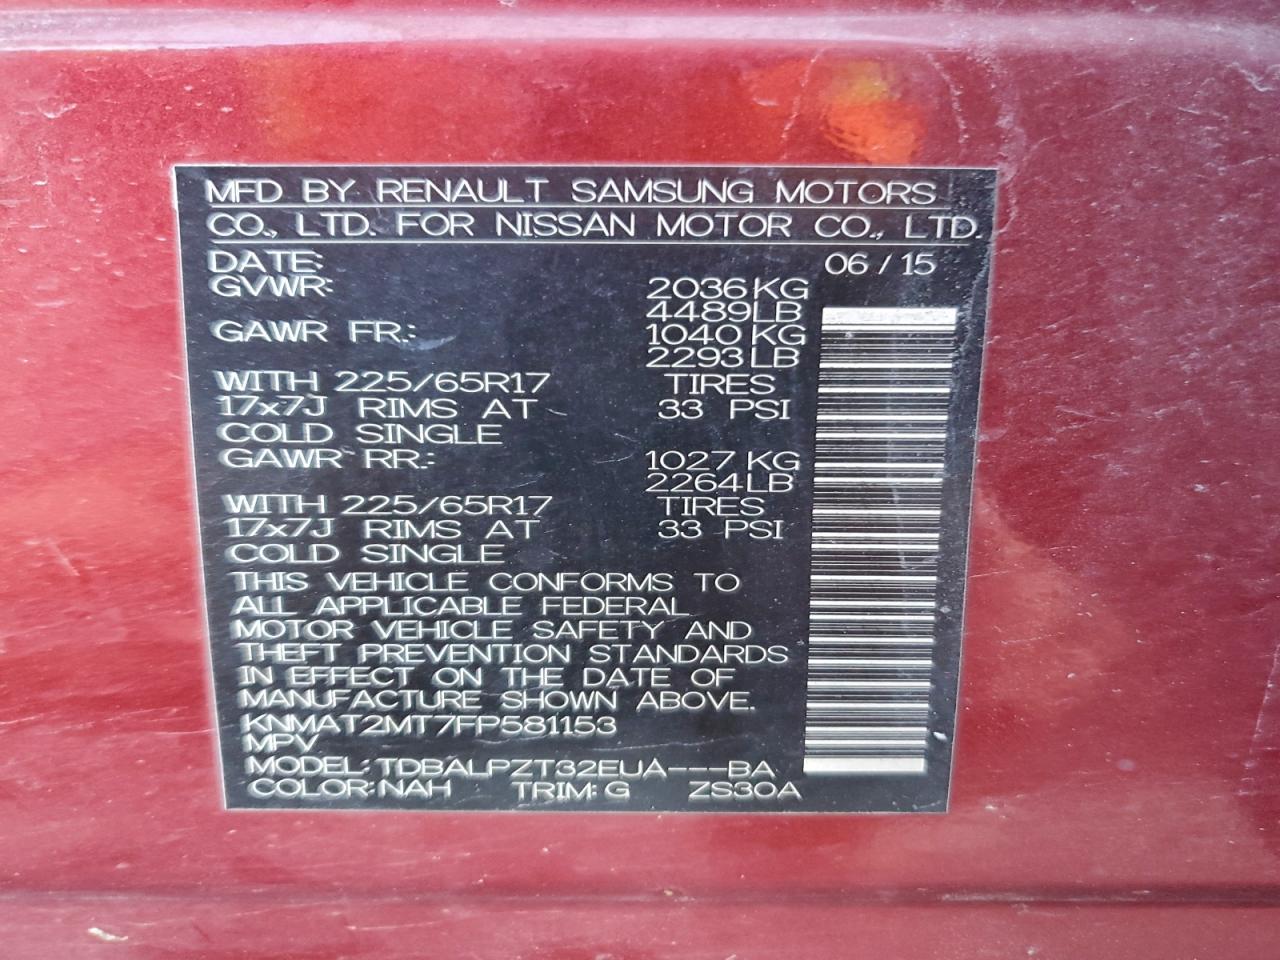 MFD BY RENAULT SAMSUNG MOTORS
CO., LTD. FOR NISSAN MOTOR CO., LTD.
DATE: 06 / 15
GVWR: 2036 KG
4489 LB
GAWR FR.: 1040 KG
2293 LB
WITH 225/65R17 TIRES
17x7J RIMS AT 33 PSI
COLD SINGLE
GAWR RR.: 1027 KG
2264 LB
WITH 225/65R17 TIRES
17x7J RIMS AT 33 PSI
COLD SINGLE
THIS VEHICLE CONFORMS TO
ALL APPLICABLE FEDERAL
MOTOR VEHICLE SAFETY AND
THEFT PREVENTION STANDARDS
IN EFFECT ON THE DATE OF
MANUFACTURE SHOWN ABOVE.
KNMAT2MT7FP581153
MPV
MODEL: TDBALPZT32EUA---BA
COLOR: NAH TRIM: G ZS30A